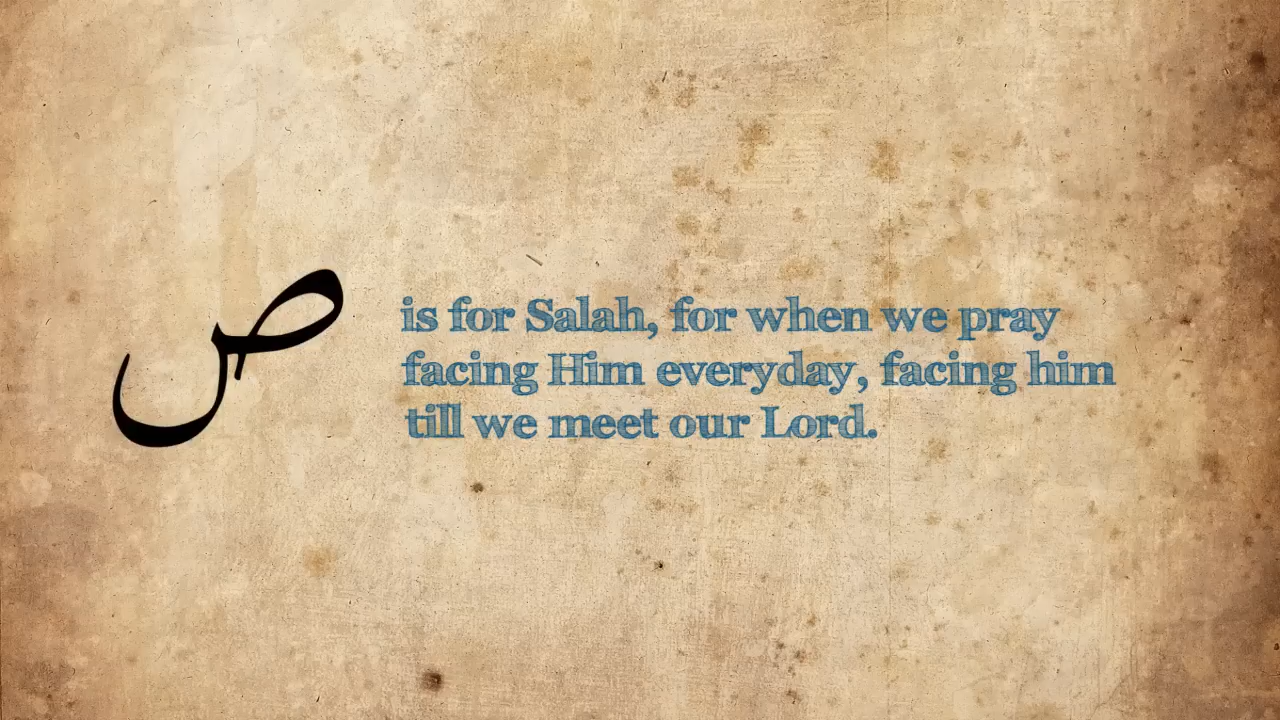 ص
is for Salah, for when we pray
facing Him everyday, facing him
till we meet our Lord.